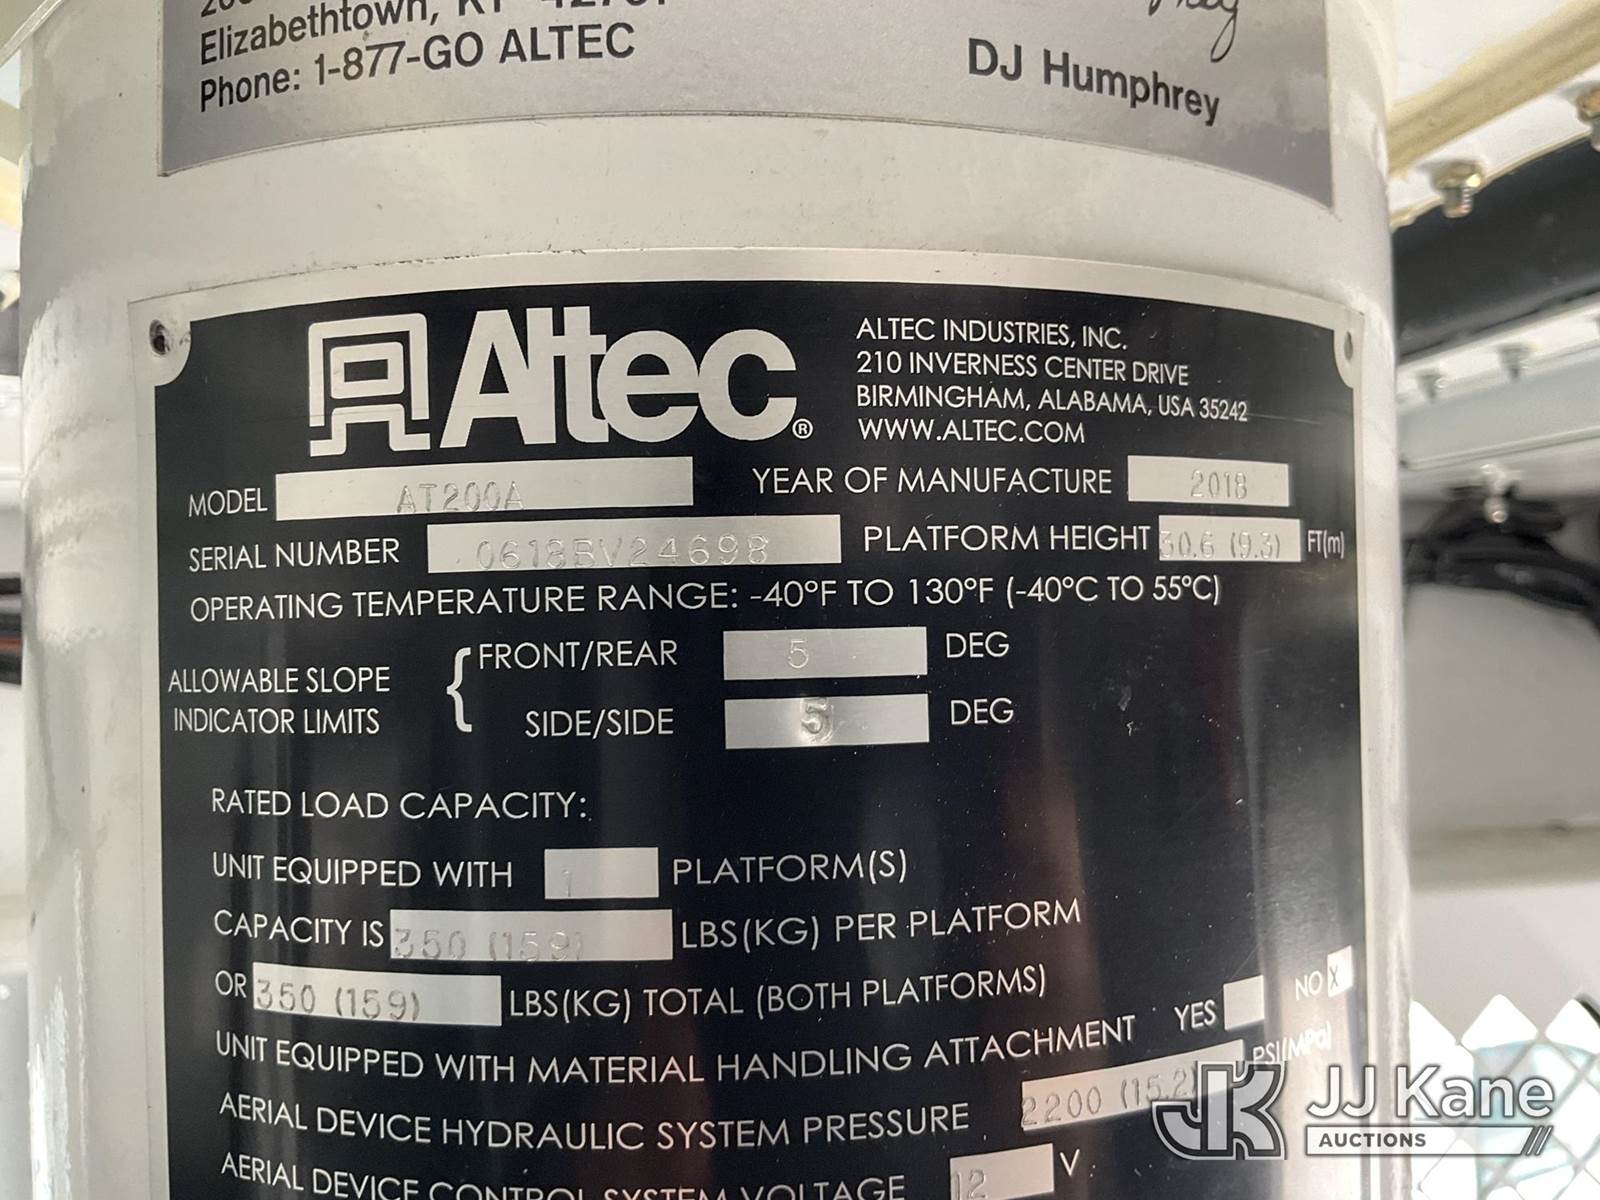 Elizabethtown, KY
Phone: 1-877-GO ALTEC
DJ Humphrey
Altec®
ALTEC INDUSTRIES, INC.
210 INVERNESS CENTER DRIVE
BIRMINGHAM, ALABAMA, USA 35242
WWW.ALTEC.COM
MODEL AT200A YEAR OF MANUFACTURE 2018
SERIAL NUMBER 0618BV24698 PLATFORM HEIGHT 30.6 (9.3) FT(m)
OPERATING TEMPERATURE RANGE: -40°F TO 130°F (-40°C TO 55°C)
ALLOWABLE SLOPE INDICATOR LIMITS { FRONT/REAR 5 DEG
SIDE/SIDE 5 DEG
RATED LOAD CAPACITY:
UNIT EQUIPPED WITH 1 PLATFORM(S)
CAPACITY IS 350 (159) LBS(KG) PER PLATFORM
OR 350 (159) LBS(KG) TOTAL (BOTH PLATFORMS)
UNIT EQUIPPED WITH MATERIAL HANDLING ATTACHMENT YES NO X
AERIAL DEVICE HYDRAULIC SYSTEM PRESSURE 2200 (15.2) PSI(MPa)
AERIAL DEVICE CONTROL SYSTEM VOLTAGE 12 V
JK JJ Kane
AUCTIONS